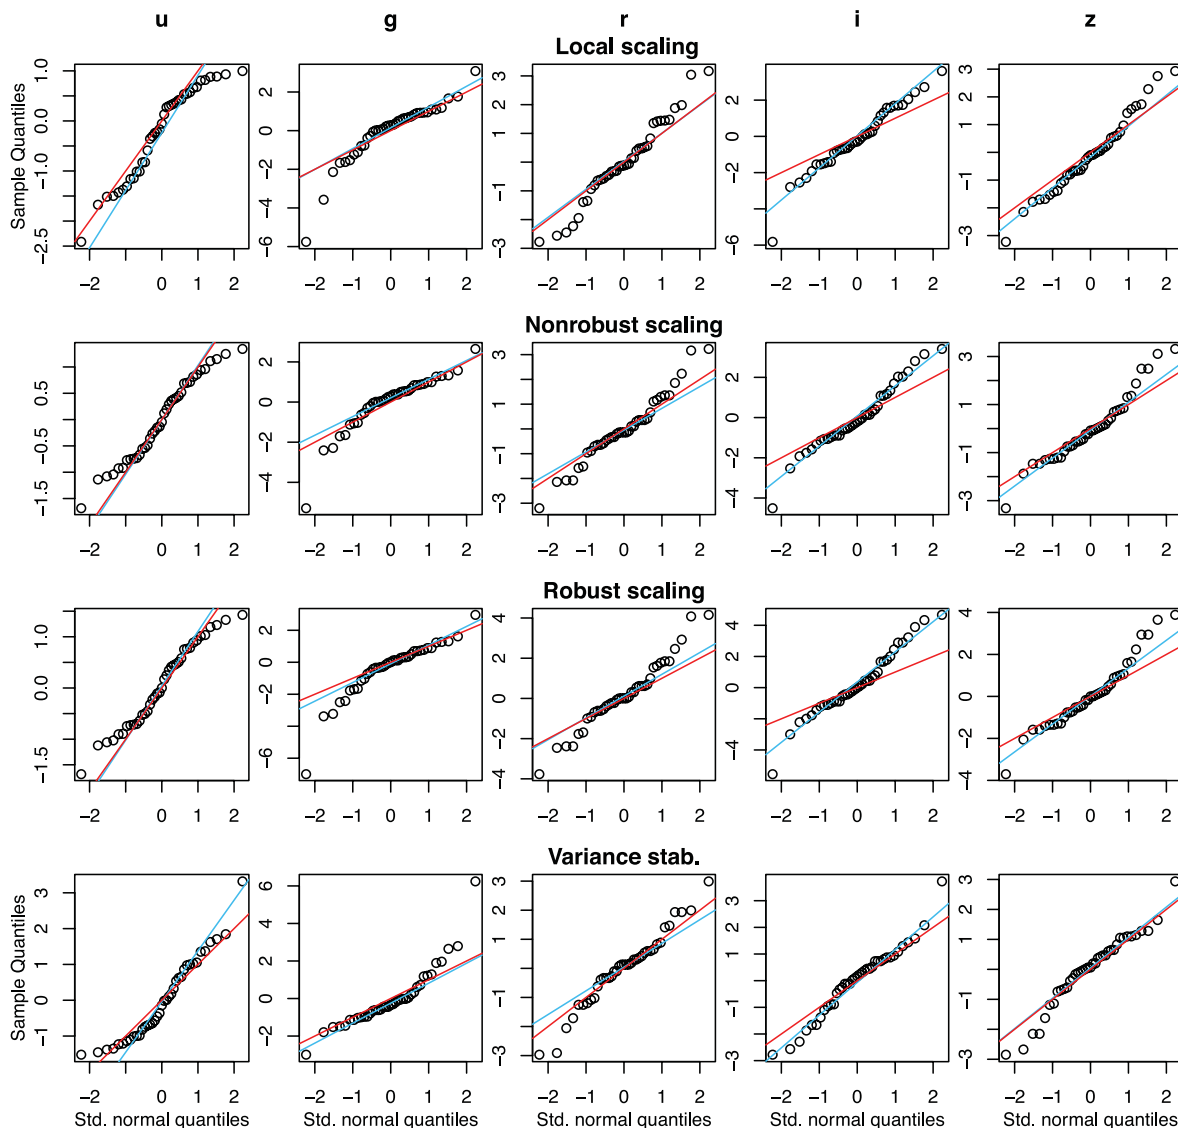 u g r i z
Local scaling
Sample Quantiles
1.0 0.0 −1.0 −2.5
2 0 −2 −4 −6
3 1 −1 −3
2 0 −2 −6
3 1 −1 −3
−2 −1 0 1 2 −2 −1 0 1 2 −2 −1 0 1 2 −2 −1 0 1 2 −2 −1 0 1 2
Nonrobust scaling
0.5 −0.5 −1.5
2 0 −2 −4
3 1 −1 −3
2 0 −2 −4
3 1 −1 −3
−2 −1 0 1 2 −2 −1 0 1 2 −2 −1 0 1 2 −2 −1 0 1 2 −2 −1 0 1 2
Robust scaling
1.0 0.0 −1.5
2 0 −2 −6
4 2 0 −2 −4
4 2 0 −4
4 2 0 −2 −4
−2 −1 0 1 2 −2 −1 0 1 2 −2 −1 0 1 2 −2 −1 0 1 2 −2 −1 0 1 2
Variance stab.
Sample Quantiles
3 2 1 0 −1
6 4 2 0 −2
3 2 1 0 −1 −3
3 2 1 0 −1 −3
3 2 1 0 −1 −3
−2 −1 0 1 2 −2 −1 0 1 2 −2 −1 0 1 2 −2 −1 0 1 2 −2 −1 0 1 2
Std. normal quantiles Std. normal quantiles Std. normal quantiles Std. normal quantiles Std. normal quantiles